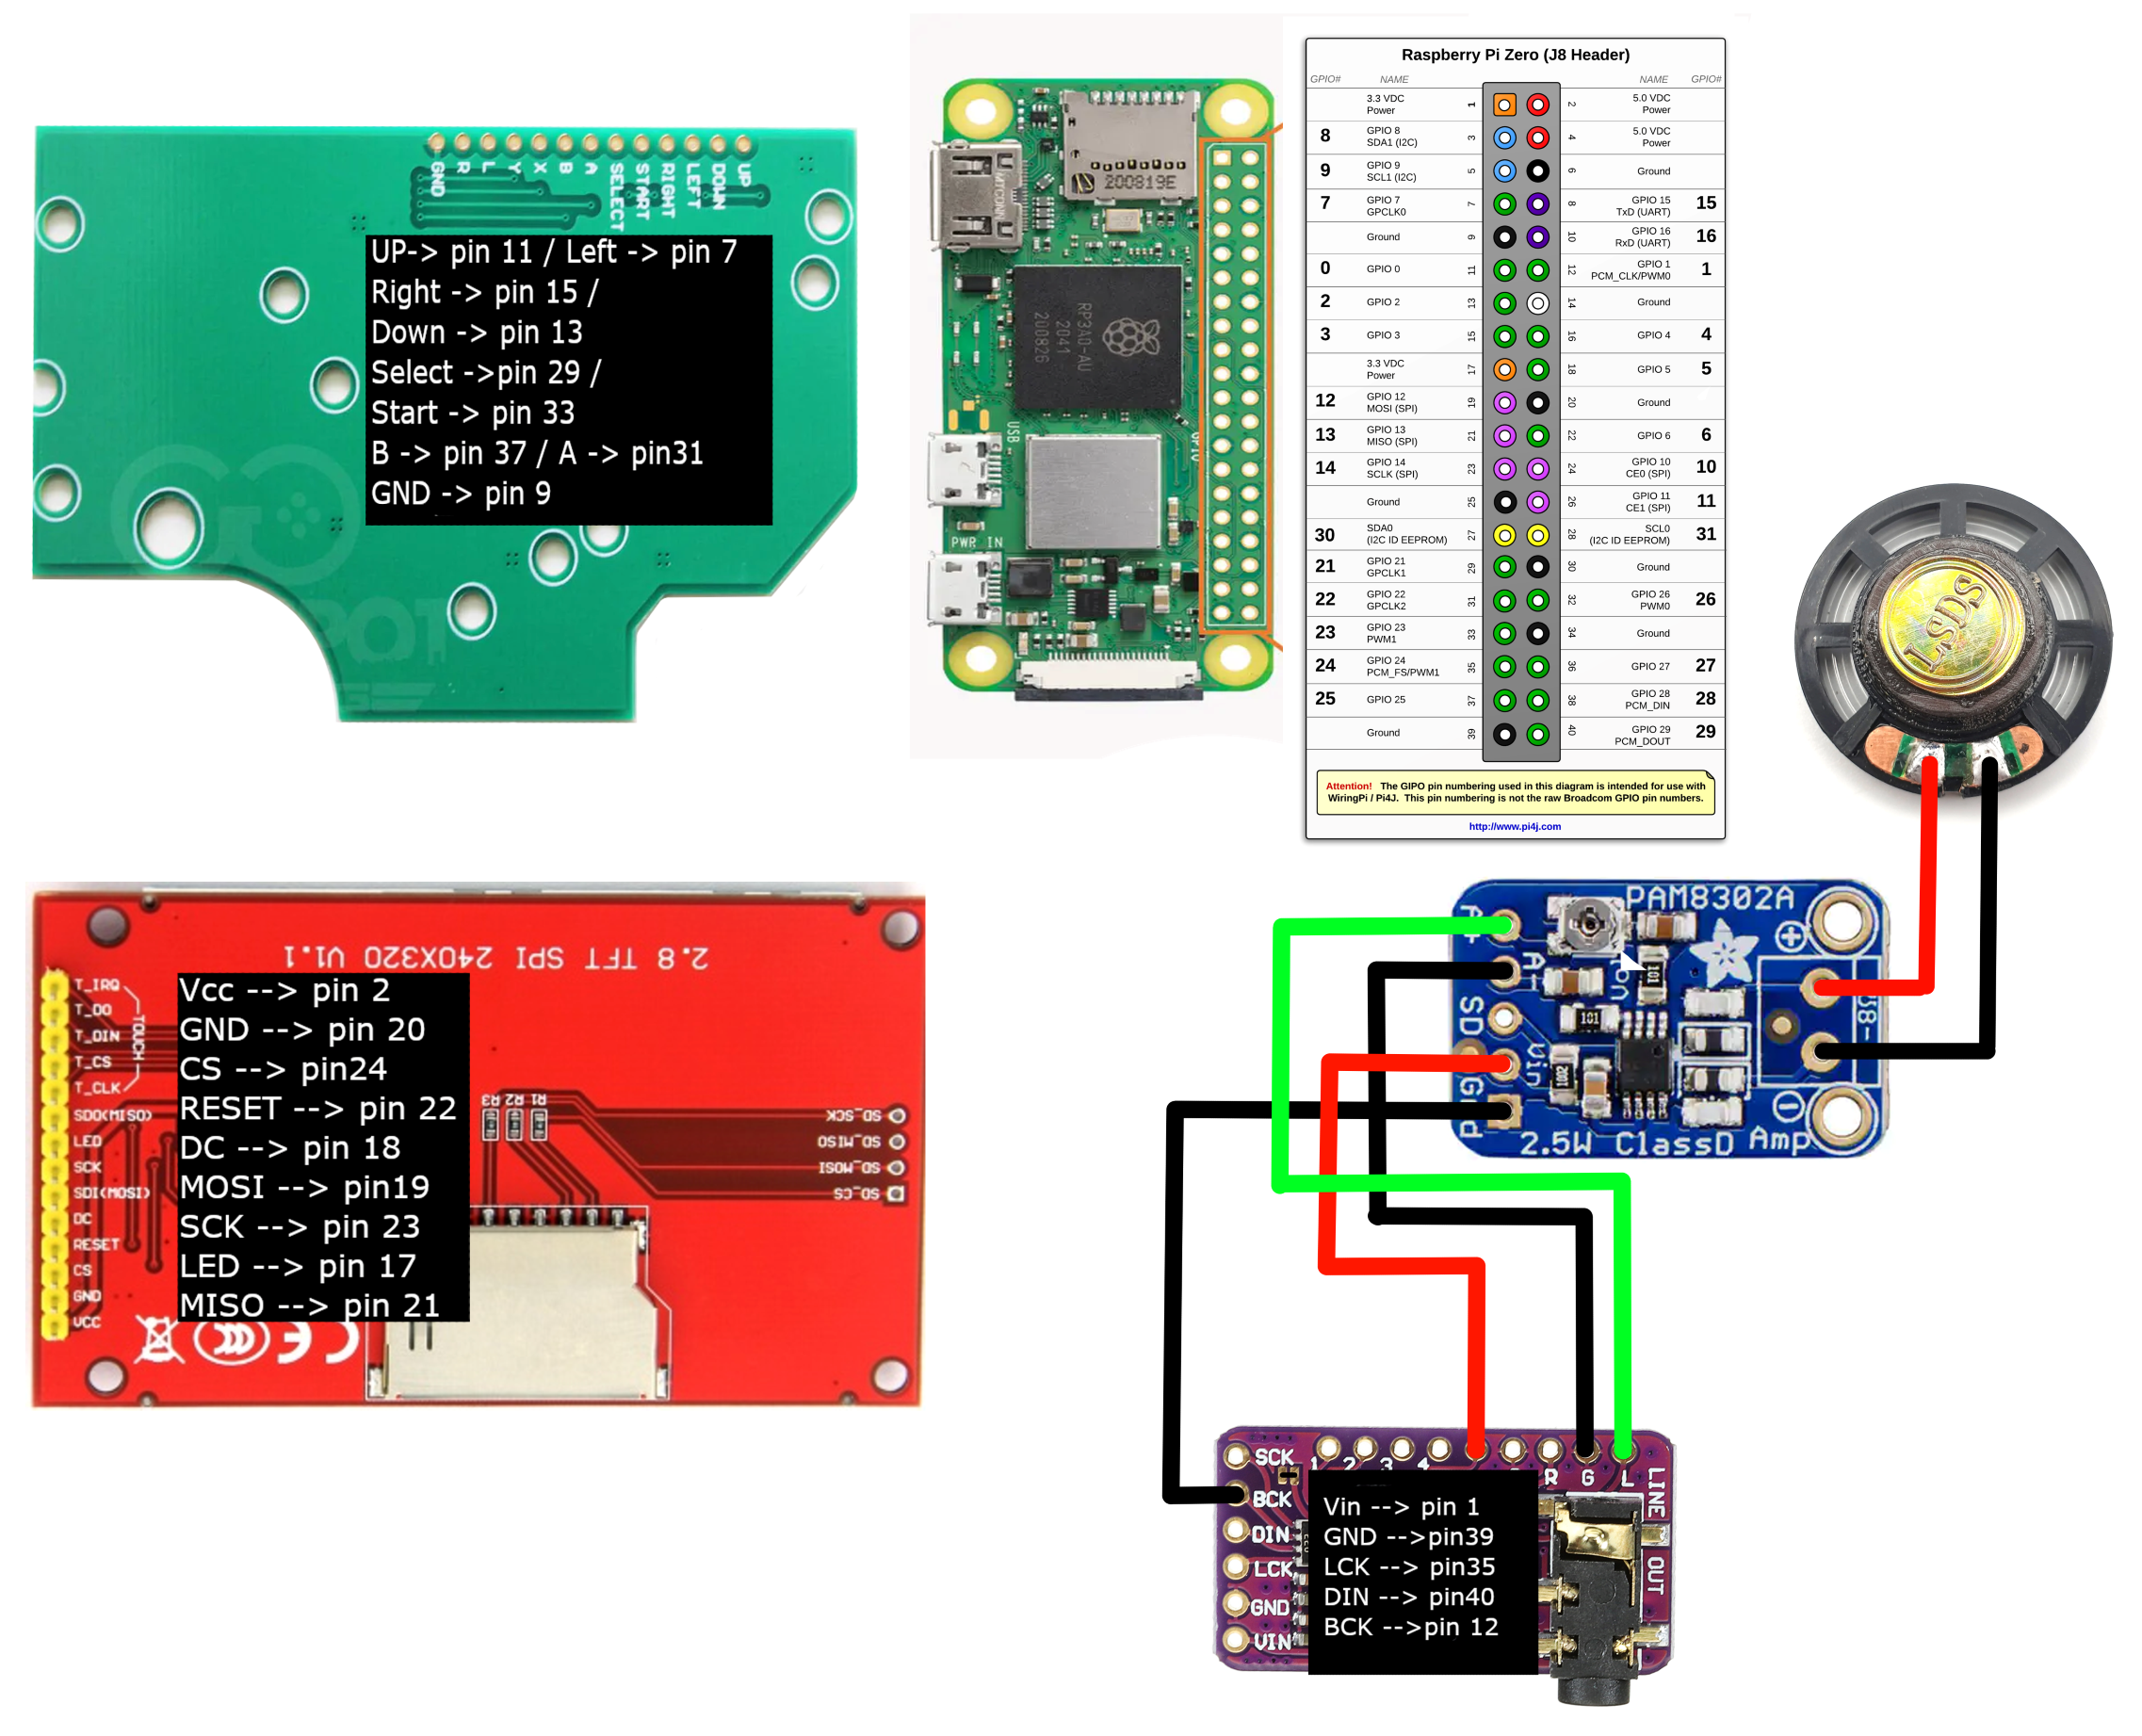 GND
R
L
Y
X
B
A
SELECT
START
RIGHT
LEFT
DOWN
UP
UP-> pin 11 / Left -> pin 7
Right -> pin 15 /
Down -> pin 13
Select ->pin 29 /
Start -> pin 33
B -> pin 37 / A -> pin31
GND -> pin 9
MTCONN
200819E
RP3A0-AU
2041
200826
USB
GPIO
PWR IN
Raspberry Pi Zero (J8 Header)
GPIO# NAME NAME GPIO#
3.3 VDC Power 1 2 5.0 VDC Power
8 GPIO 8 SDA1 (I2C) 3 4 5.0 VDC Power
9 GPIO 9 SCL1 (I2C) 5 6 Ground
7 GPIO 7 GPCLK0 7 8 GPIO 15 TxD (UART) 15
Ground 9 10 GPIO 16 RxD (UART) 16
0 GPIO 0 11 12 GPIO 1 PCM_CLK/PWM0 1
2 GPIO 2 13 14 Ground
3 GPIO 3 15 16 GPIO 4 4
3.3 VDC Power 17 18 GPIO 5 5
12 GPIO 12 MOSI (SPI) 19 20 Ground
13 GPIO 13 MISO (SPI) 21 22 GPIO 6 6
14 GPIO 14 SCLK (SPI) 23 24 GPIO 10 CE0 (SPI) 10
Ground 25 26 GPIO 11 CE1 (SPI) 11
30 SDA0 (I2C ID EEPROM) 27 28 SCL0 (I2C ID EEPROM) 31
21 GPIO 21 GPCLK1 29 30 Ground
22 GPIO 22 GPCLK2 31 32 GPIO 26 PWM0 26
23 GPIO 23 PWM1 33 34 Ground
24 GPIO 24 PCM_FS/PWM1 35 36 GPIO 27 27
25 GPIO 25 37 38 GPIO 28 PCM_DIN 28
Ground 39 40 GPIO 29 PCM_DOUT 29
Attention! The GIPO pin numbering used in this diagram is intended for use with
WiringPi / Pi4J. This pin numbering is not the raw Broadcom GPIO pin numbers.
http://www.pi4j.com
LSDS
2.8 TFT SPI 240X320 V1.1
T_IRQ
T_DO
T_DIN
T_CS
T_CLK
TOUCH
SDO(MISO)
LED
SCK
SDI(MOSI)
DC
RESET
CS
GND
VCC
Vcc --> pin 2
GND --> pin 20
CS --> pin24
RESET --> pin 22
DC --> pin 18
MOSI --> pin19
SCK --> pin 23
LED --> pin 17
MISO --> pin 21
R3 R2 R1
SD_SCK
SD_MISO
SD_MOSI
SD_CS
CE
PAM8302A
A+
A-
SD
Vin
101
101
102
2.5W ClassD Amp
SCK
BCK
DIN
LCK
GND
VIN
1 2 3 4
R G L
LINE OUT
Vin --> pin 1
GND -->pin39
LCK --> pin35
DIN --> pin40
BCK -->pin 12